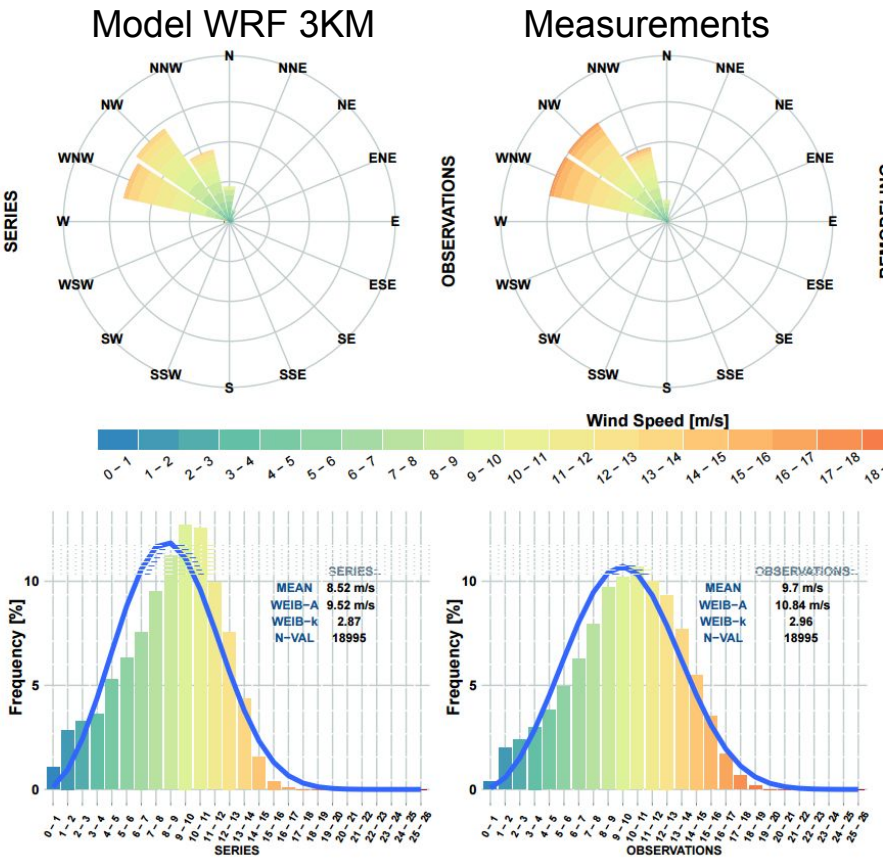 Model WRF 3KM
Measurements
N
NNW
NNE
NW
NE
WNW
ENE
W
E
WSW
ESE
SW
SE
SSW
SSE
S
SERIES
N
NNW
NNE
NW
NE
WNW
ENE
W
E
WSW
ESE
SW
SE
SSW
SSE
S
OBSERVATIONS
Wind Speed [m/s]
0 – 1
1 – 2
2 – 3
3 – 4
4 – 5
5 – 6
6 – 7
7 – 8
8 – 9
9 – 10
10 – 11
11 – 12
12 – 13
13 – 14
14 – 15
15 – 16
16 – 17
17 – 18
Frequency [%]
10
5
0
SERIES
MEAN 8.52 m/s
WEIB−A 9.52 m/s
WEIB−k 2.87
N−VAL 18995
0 – 1
1 – 2
2 – 3
3 – 4
4 – 5
5 – 6
6 – 7
7 – 8
8 – 9
9 – 10
10 – 11
11 – 12
12 – 13
13 – 14
14 – 15
15 – 16
16 – 17
17 – 18
18 – 19
19 – 20
20 – 21
21 – 22
22 – 23
23 – 24
24 – 25
25 – 26
SERIES
Frequency [%]
10
5
0
OBSERVATIONS
MEAN 9.7 m/s
WEIB−A 10.84 m/s
WEIB−k 2.96
N−VAL 18995
0 – 1
1 – 2
2 – 3
3 – 4
4 – 5
5 – 6
6 – 7
7 – 8
8 – 9
9 – 10
10 – 11
11 – 12
12 – 13
13 – 14
14 – 15
15 – 16
16 – 17
17 – 18
18 – 19
19 – 20
20 – 21
21 – 22
22 – 23
23 – 24
24 – 25
25 – 26
OBSERVATIONS